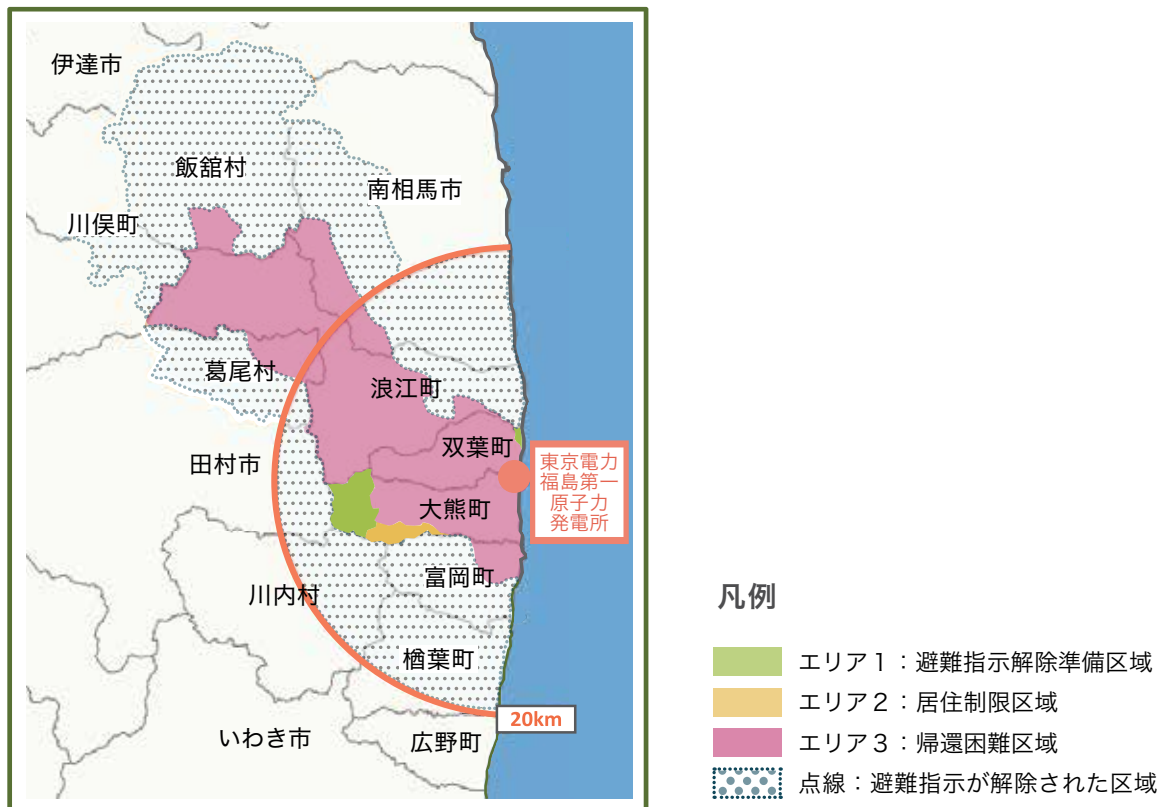 伊達市
飯舘村
南相馬市
川俣町
葛尾村
浪江町
双葉町
田村市
東京電力
福島第一
原子力
発電所
大熊町
富岡町
川内村
楢葉町
20km
いわき市
広野町
凡例
エリア1：避難指示解除準備区域
エリア2：居住制限区域
エリア3：帰還困難区域
点線：避難指示が解除された区域